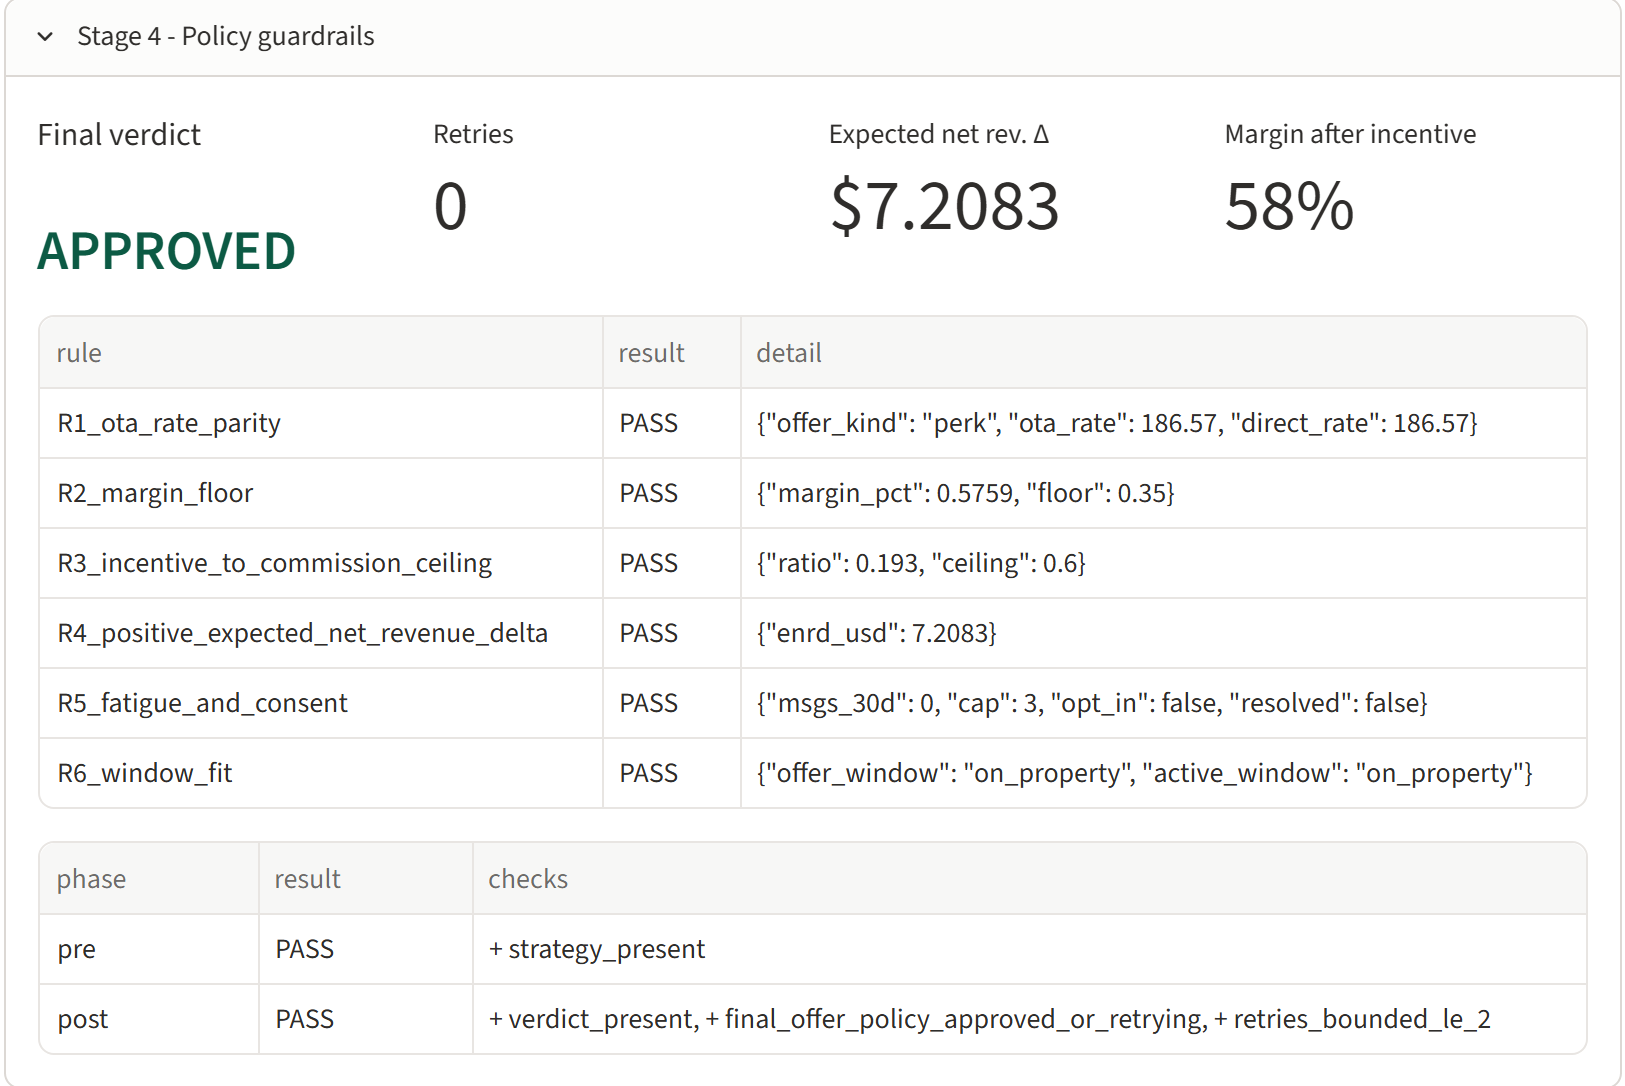 Stage 4 - Policy guardrails
Final verdict
APPROVED
Retries
0
Expected net rev. Δ
$7.2083
Margin after incentive
58%
rule result detail
R1_ota_rate_parity PASS {"offer_kind": "perk", "ota_rate": 186.57, "direct_rate": 186.57}
R2_margin_floor PASS {"margin_pct": 0.5759, "floor": 0.35}
R3_incentive_to_commission_ceiling PASS {"ratio": 0.193, "ceiling": 0.6}
R4_positive_expected_net_revenue_delta PASS {"enrd_usd": 7.2083}
R5_fatigue_and_consent PASS {"msgs_30d": 0, "cap": 3, "opt_in": false, "resolved": false}
R6_window_fit PASS {"offer_window": "on_property", "active_window": "on_property"}
phase result checks
pre PASS + strategy_present
post PASS + verdict_present, + final_offer_policy_approved_or_retrying, + retries_bounded_le_2